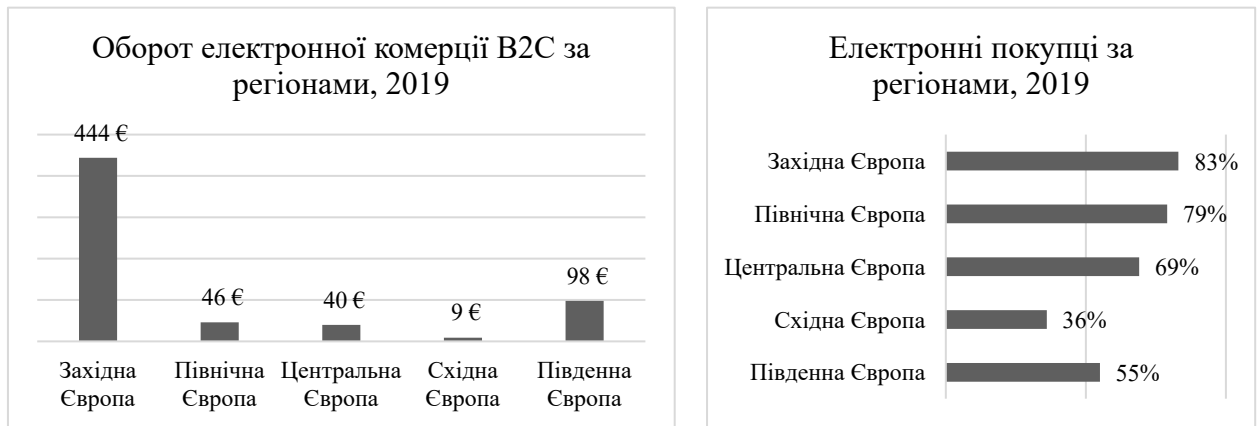 Оборот електронної комерції B2C за
регіонами, 2019
444 €
46 €
40 €
9 €
98 €
Західна
Європа
Північна
Європа
Центральна
Європа
Східна
Європа
Південна
Європа
Електронні покупці за
регіонами, 2019
Західна Європа
83%
Північна Європа
79%
Центральна Європа
69%
Східна Європа
36%
Південна Європа
55%